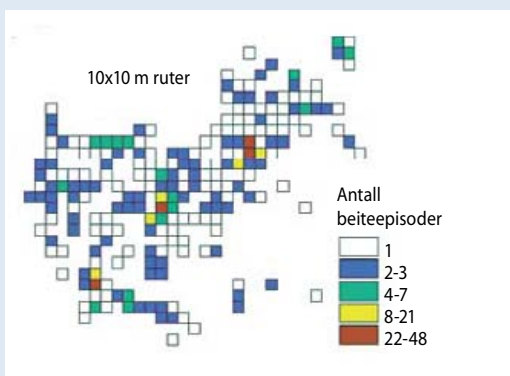 10x10 m ruter
Antall
beiteepisoder
1
2-3
4-7
8-21
22-48